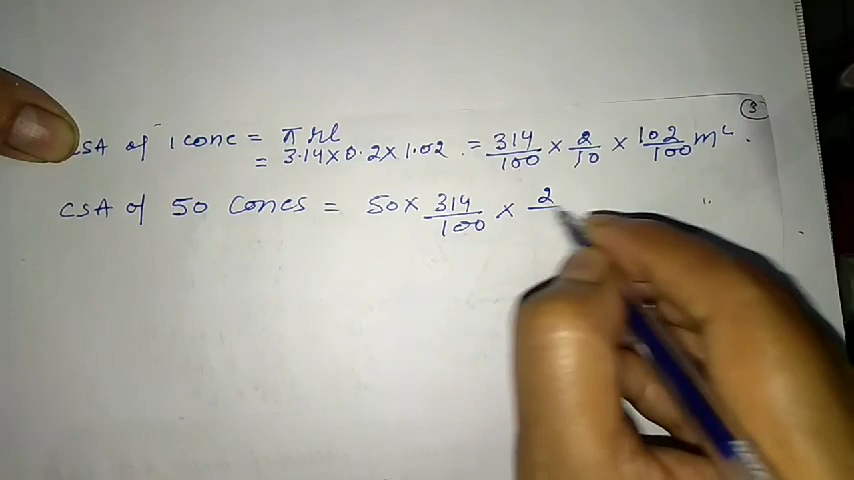 3
CSA of 1 cone = π rl
= 3.14×0.2×1.02 = 314/100 × 2/10 × 102/100 m²
CSA of 50 cones = 50× 314/100 × 2